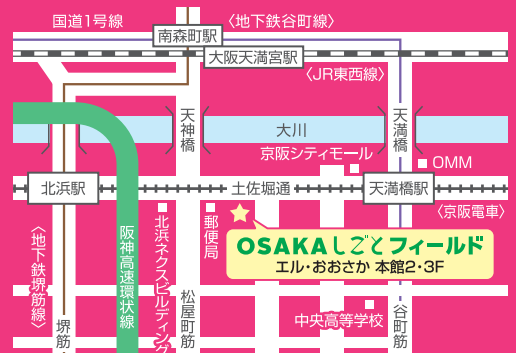 国道1号線
〈地下鉄谷町線〉
南森町駅
大阪天満宮駅
〈JR東西線〉
天神橋
大川
天満橋
京阪シティモール
OMM
北浜駅
土佐堀通
天満橋駅
〈京阪電車〉
〈地下鉄堺筋線〉
阪神高速環状線
北浜ネクスビルディング
郵便局
OSAKAしごとフィールド
エル・おおさか 本館2・3F
松屋町筋
中央高等学校
堺筋
谷町筋